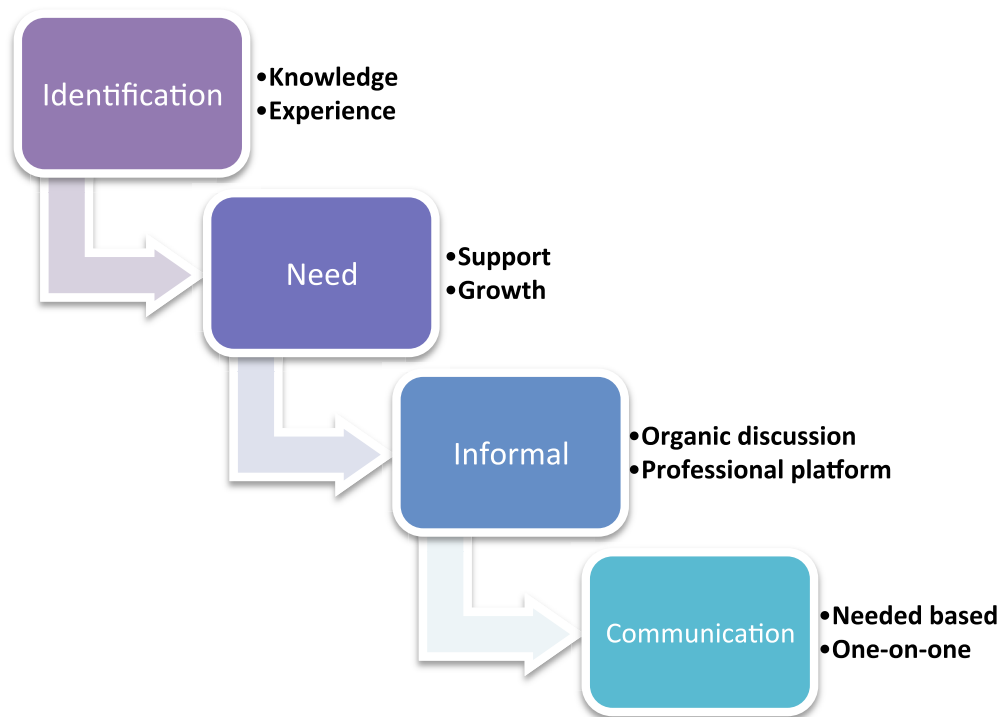 Identification
•Knowledge
•Experience
Need
•Support
•Growth
Informal
•Organic discussion
•Professional platform
Communication
•Needed based
•One-on-one